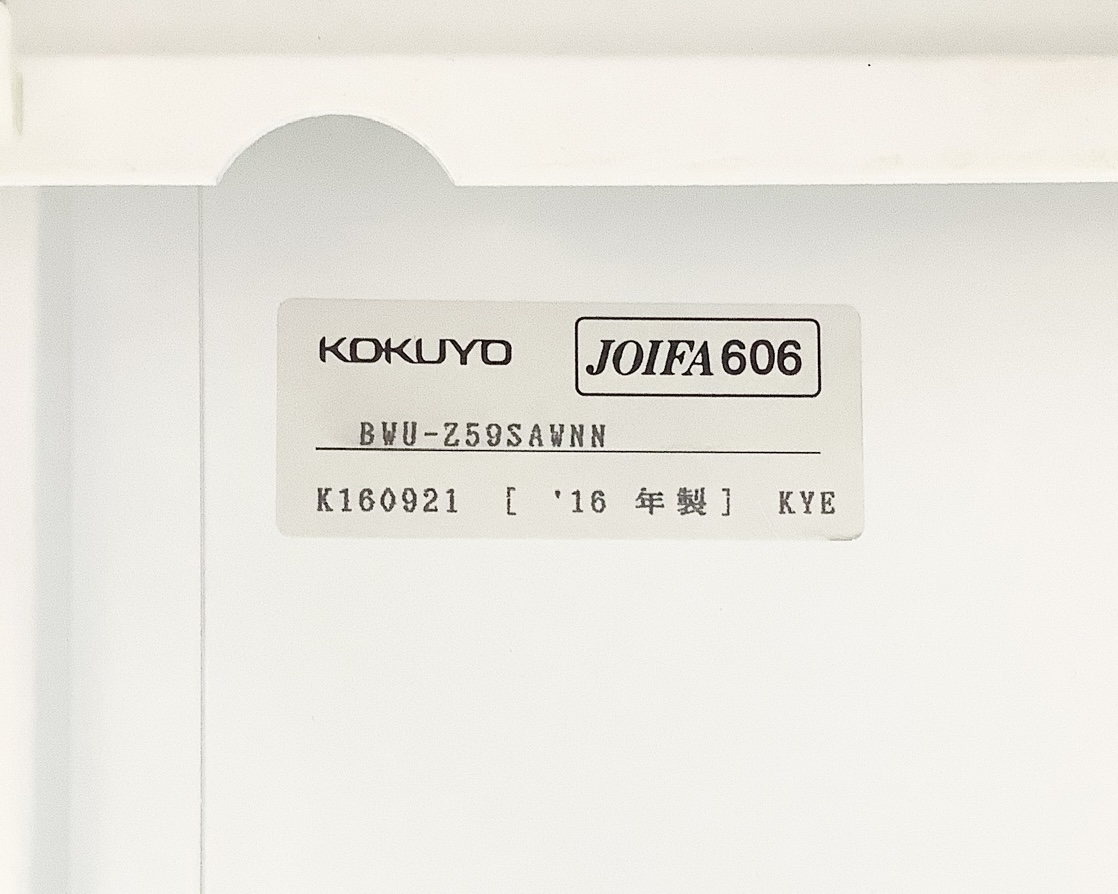 KOKUYO JOIFA606
BWU-Z59SAWNN
K160921 [ '16 年製] KYE